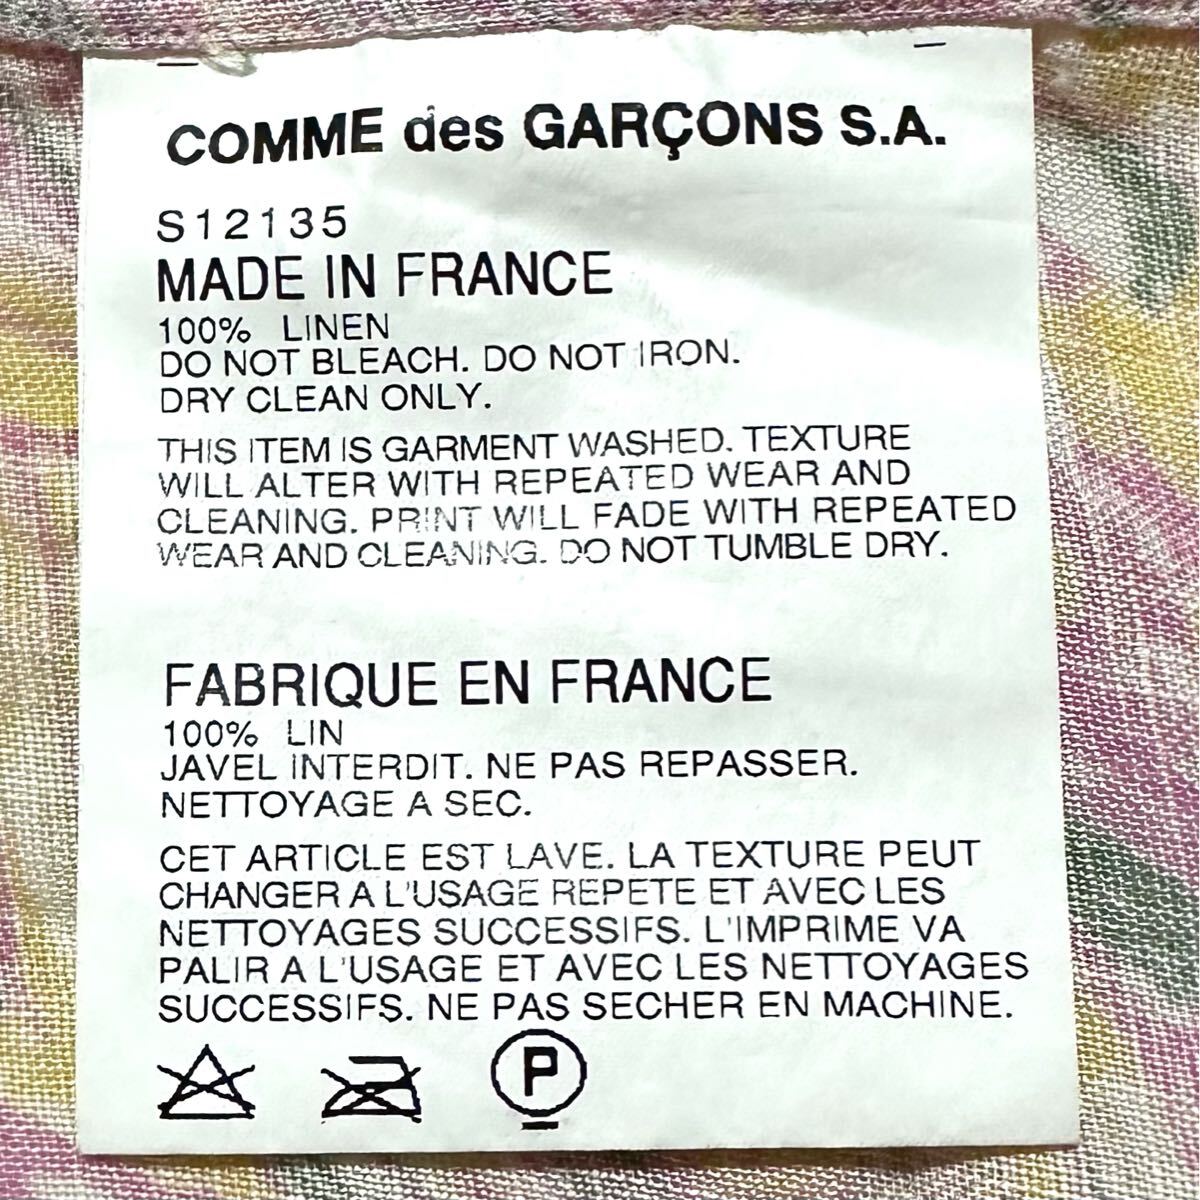 COMME des GARÇONS S.A.
S12135
MADE IN FRANCE
100% LINEN
DO NOT BLEACH. DO NOT IRON.
DRY CLEAN ONLY.
THIS ITEM IS GARMENT WASHED. TEXTURE
WILL ALTER WITH REPEATED WEAR AND
CLEANING. PRINT WILL FADE WITH REPEATED
WEAR AND CLEANING. DO NOT TUMBLE DRY.
FABRIQUE EN FRANCE
100% LIN
JAVEL INTERDIT. NE PAS REPASSER.
NETTOYAGE A SEC.
CET ARTICLE EST LAVE. LA TEXTURE PEUT
CHANGER A L'USAGE REPETE ET AVEC LES
NETTOYAGES SUCCESSIFS. L'IMPRIME VA
PALIR A L'USAGE ET AVEC LES NETTOYAGES
SUCCESSIFS. NE PAS SECHER EN MACHINE.
P